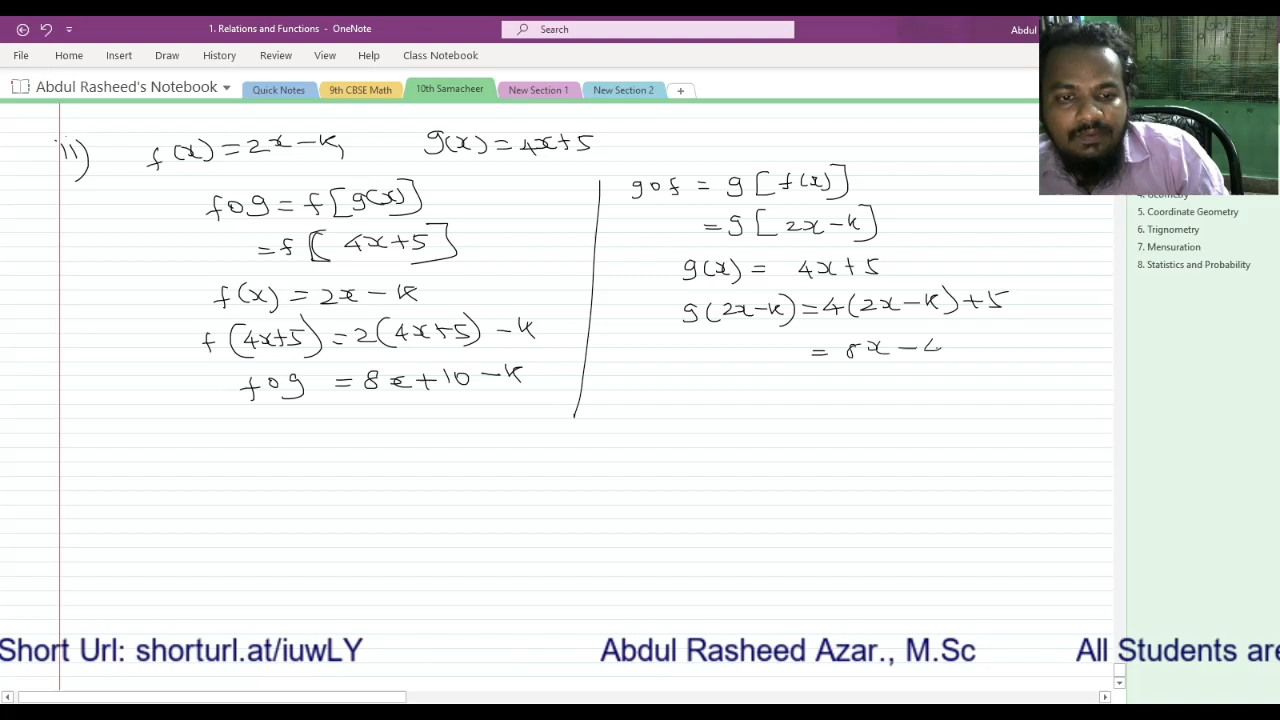 1. Relations and Functions - OneNote
Search
Abdul
File Home Insert Draw History Review View Help Class Notebook
Abdul Rasheed's Notebook
Quick Notes
9th CBSE Math
10th Samacheer
New Section 1
New Section 2
ii) f(x) = 2x - k, g(x) = 4x+5
fog = f[g(x)]
= f[4x+5]
f(x) = 2x - k
f(4x+5) = 2(4x+5) - k
fog = 8x+10 - k
gof = g[f(x)]
= g[2x-k]
g(x) = 4x+5
g(2x-k) = 4(2x-k)+5
= 8x - 4
5. Coordinate Geometry
6. Trignometry
7. Mensuration
8. Statistics and Probability
Short Url: shorturl.at/iuwLY Abdul Rasheed Azar., M.Sc All Students are